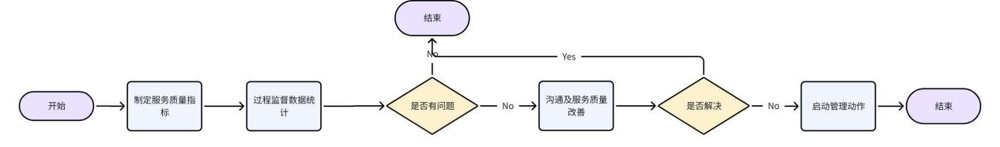 结束
No
Yes
开始
制定服务质量指
标
过程监督数据统
计
是否有问题
No
沟通及服务质量
改善
是否解决
No
启动管理动作
结束